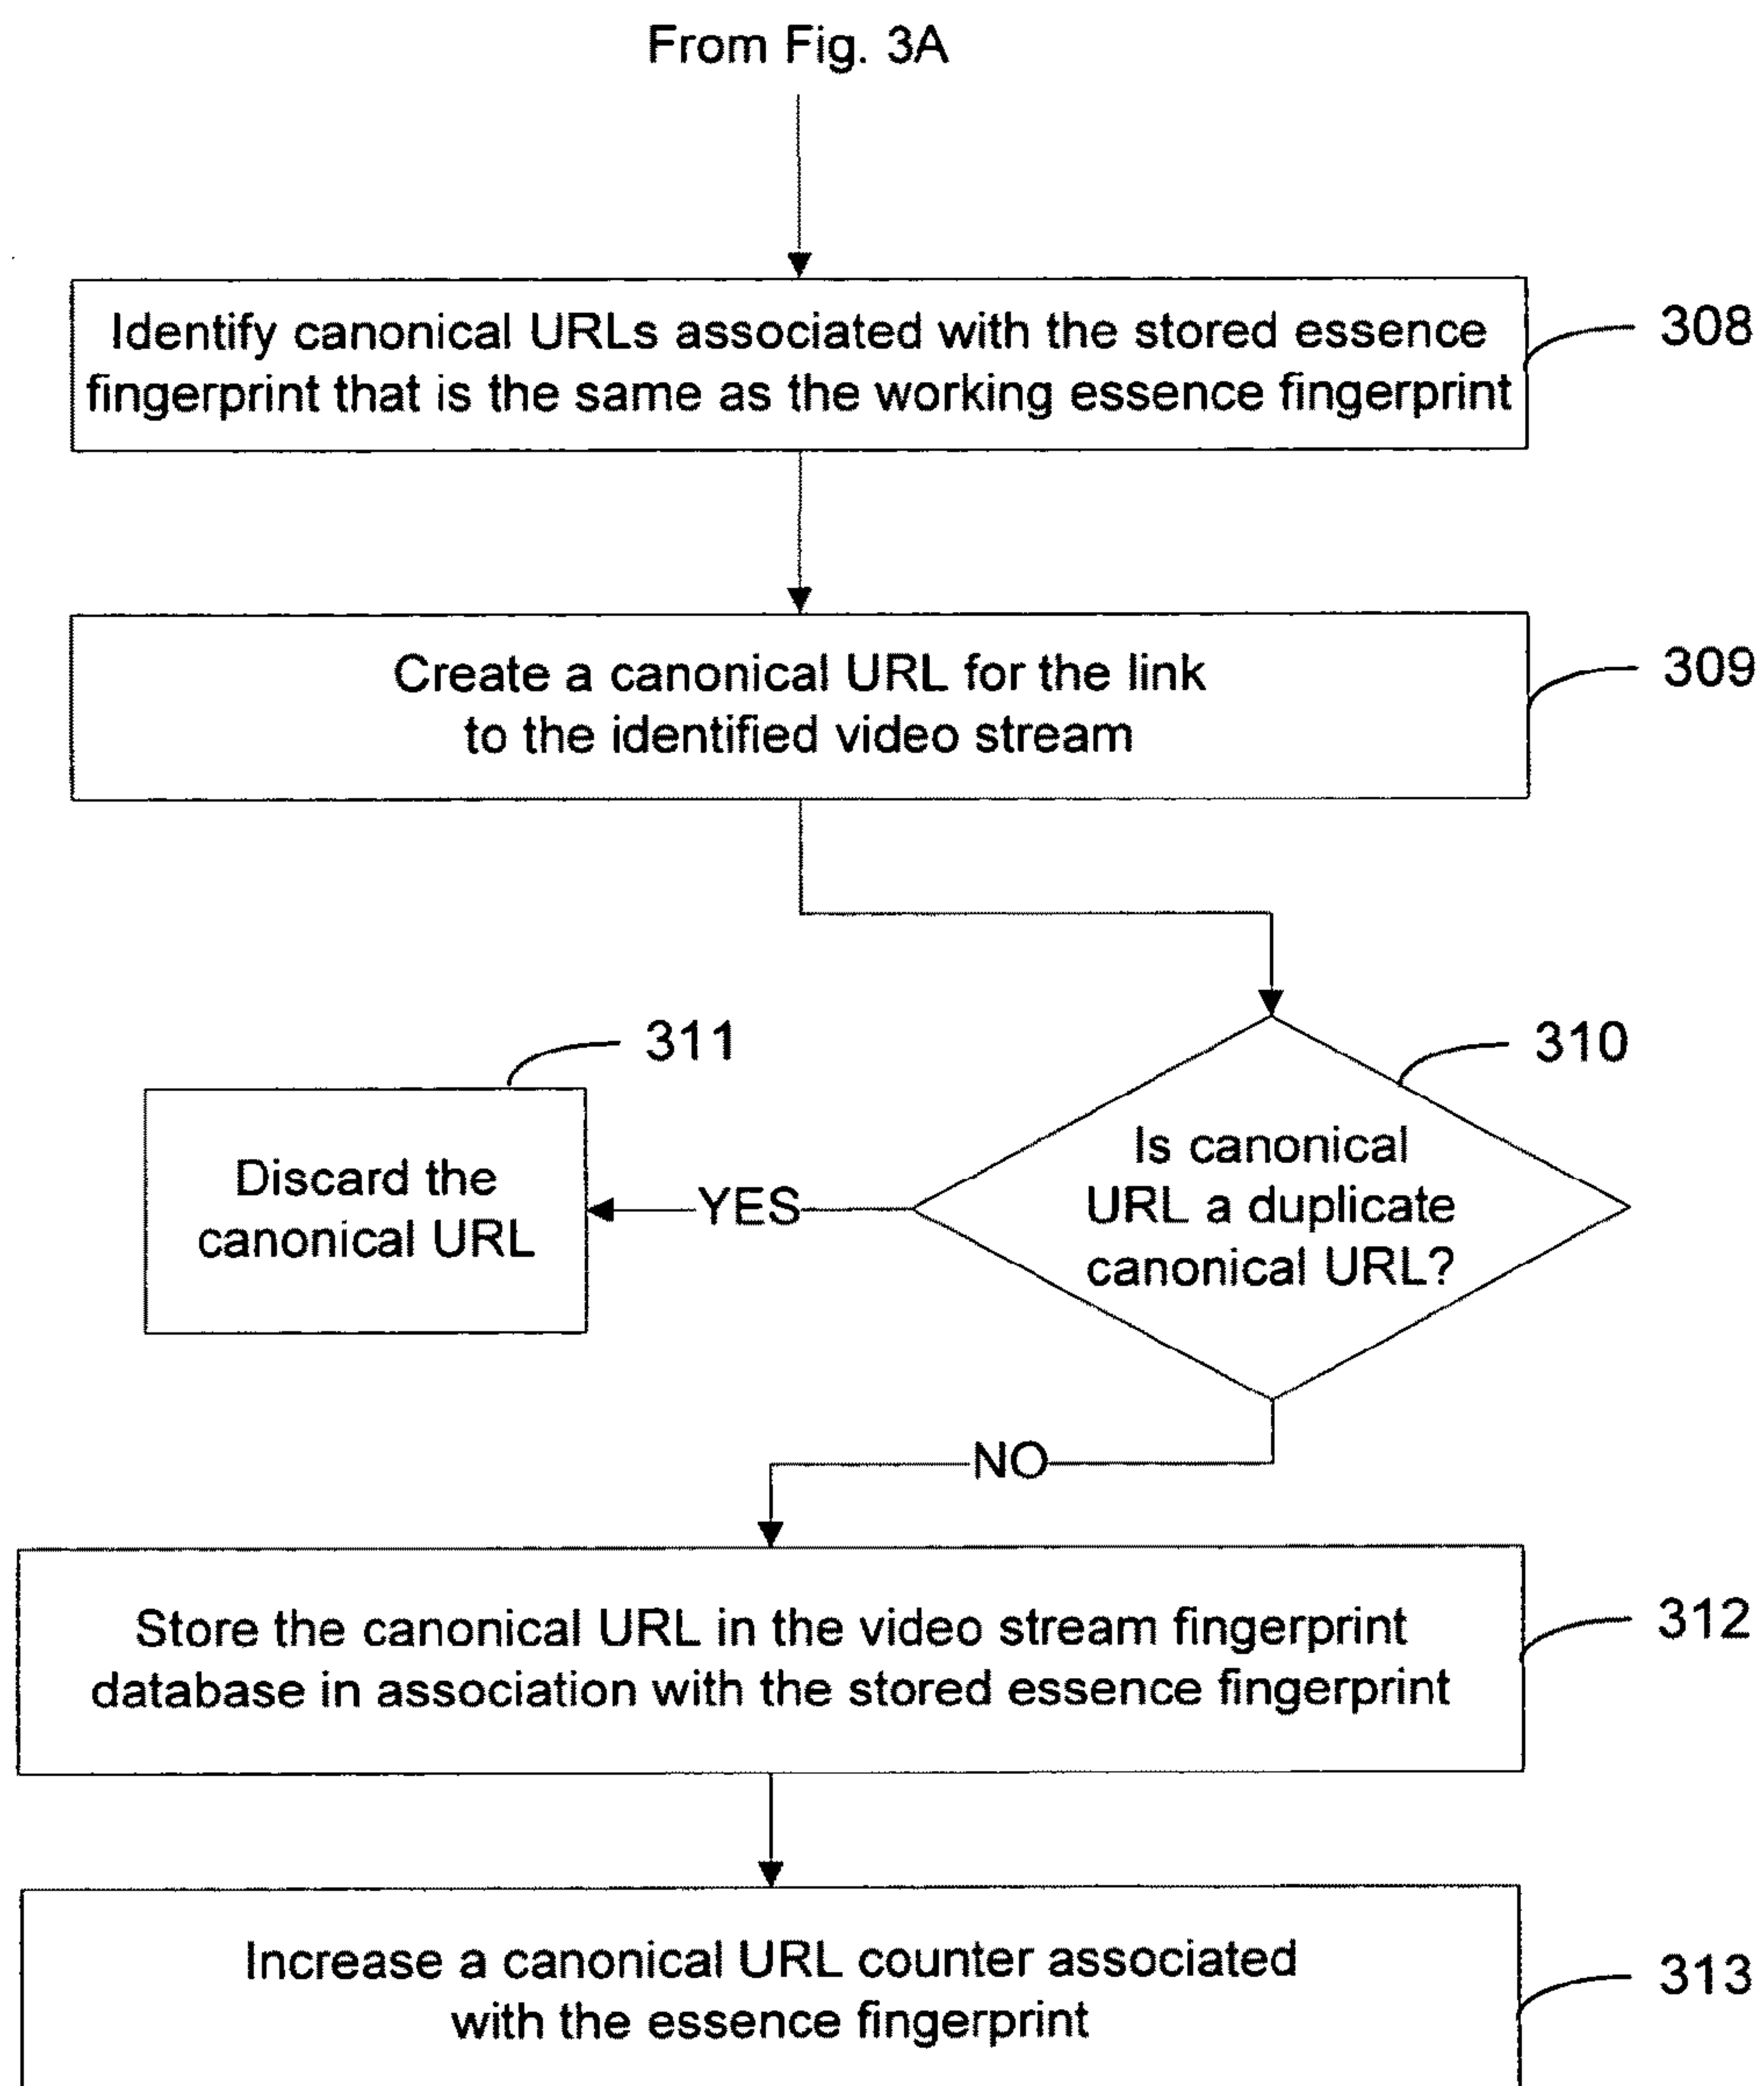 From Fig. 3A
Identify canonical URLs associated with the stored essence
fingerprint that is the same as the working essence fingerprint
308
Create a canonical URL for the link
to the identified video stream
309
310
Is canonical
URL a duplicate
canonical URL?
YES
311
Discard the
canonical URL
NO
Store the canonical URL in the video stream fingerprint
database in association with the stored essence fingerprint
312
Increase a canonical URL counter associated
with the essence fingerprint
313